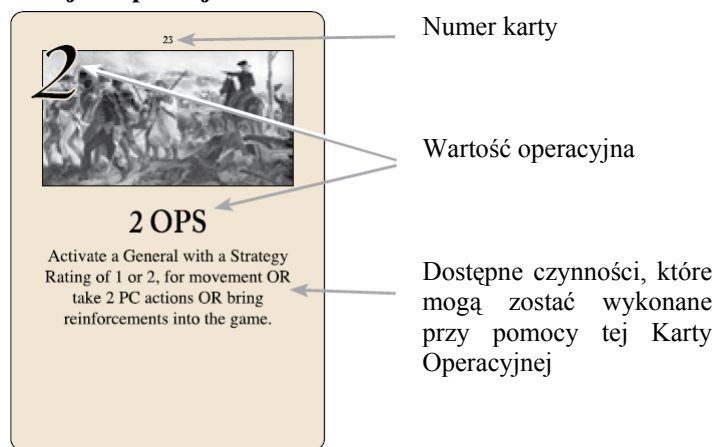 23
Numer karty
2
Wartość operacyjna
2 OPS
Activate a General with a Strategy
Rating of 1 or 2, for movement OR
take 2 PC actions OR bring
reinforcements into the game.
Dostępne czynności, które
mogą zostać wykonane
przy pomocy tej Karty
Operacyjnej